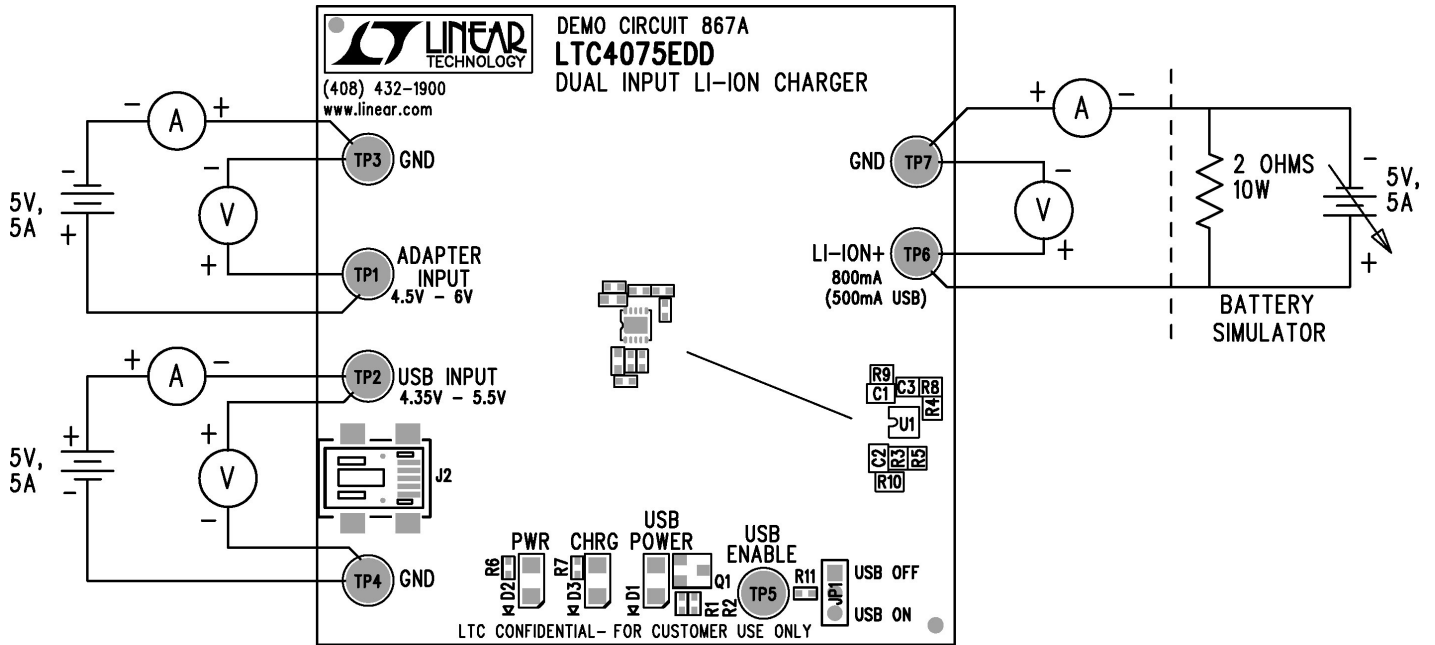 LINEAR
TECHNOLOGY
(408) 432-1900
www.linear.com
DEMO CIRCUIT 867A
LTC4075EDD
DUAL INPUT LI-ION CHARGER
- A +
TP3 GND
-
V
+
-
5V,
5A
+
TP1 ADAPTER
INPUT
4.5V - 6V
+ A -
TP2 USB INPUT
4.35V - 5.5V
+
V
-
+
5V,
5A
-
J2
TP4 GND
GND TP7
+ A -
-
V
+
LI-ION+ TP6
800mA
(500mA USB)
2 OHMS
10W
-
5V,
5A
+
BATTERY
SIMULATOR
R9
C1
C3
R8
R4
U1
C2
R3
R5
R10
PWR
R6
D2
CHRG
R7
D3
USB
POWER
D1
Q1
R1
R2
USB
ENABLE
TP5
R11
JP1
USB OFF
USB ON
LTC CONFIDENTIAL- FOR CUSTOMER USE ONLY